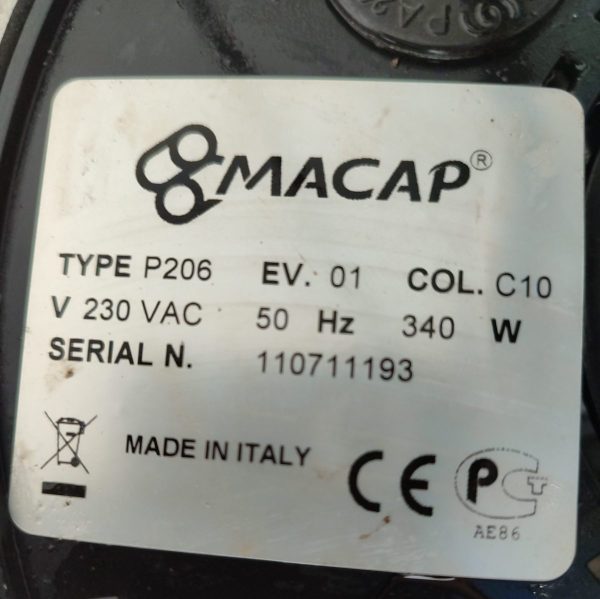 MACAP®
TYPE P206 EV. 01 COL. C10
V 230 VAC 50 Hz 340 W
SERIAL N. 110711193
MADE IN ITALY CE PCT
AE86